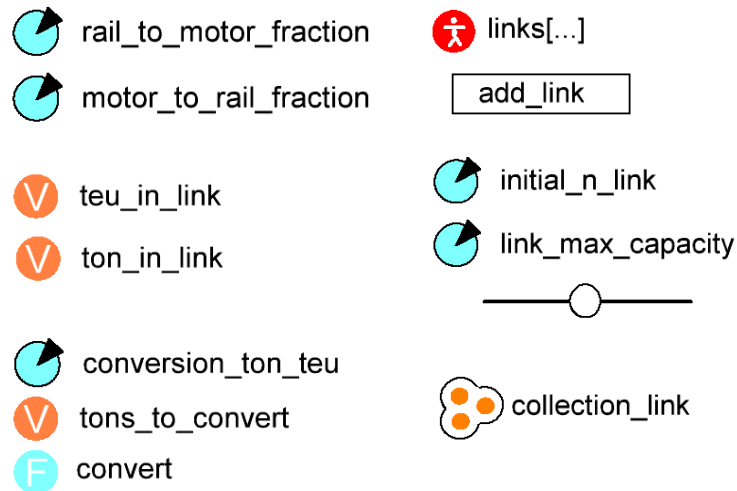 rail_to_motor_fraction
motor_to_rail_fraction
V teu_in_link
V ton_in_link
conversion_ton_teu
V tons_to_convert
F convert
links[...]
add_link
initial_n_link
link_max_capacity
collection_link